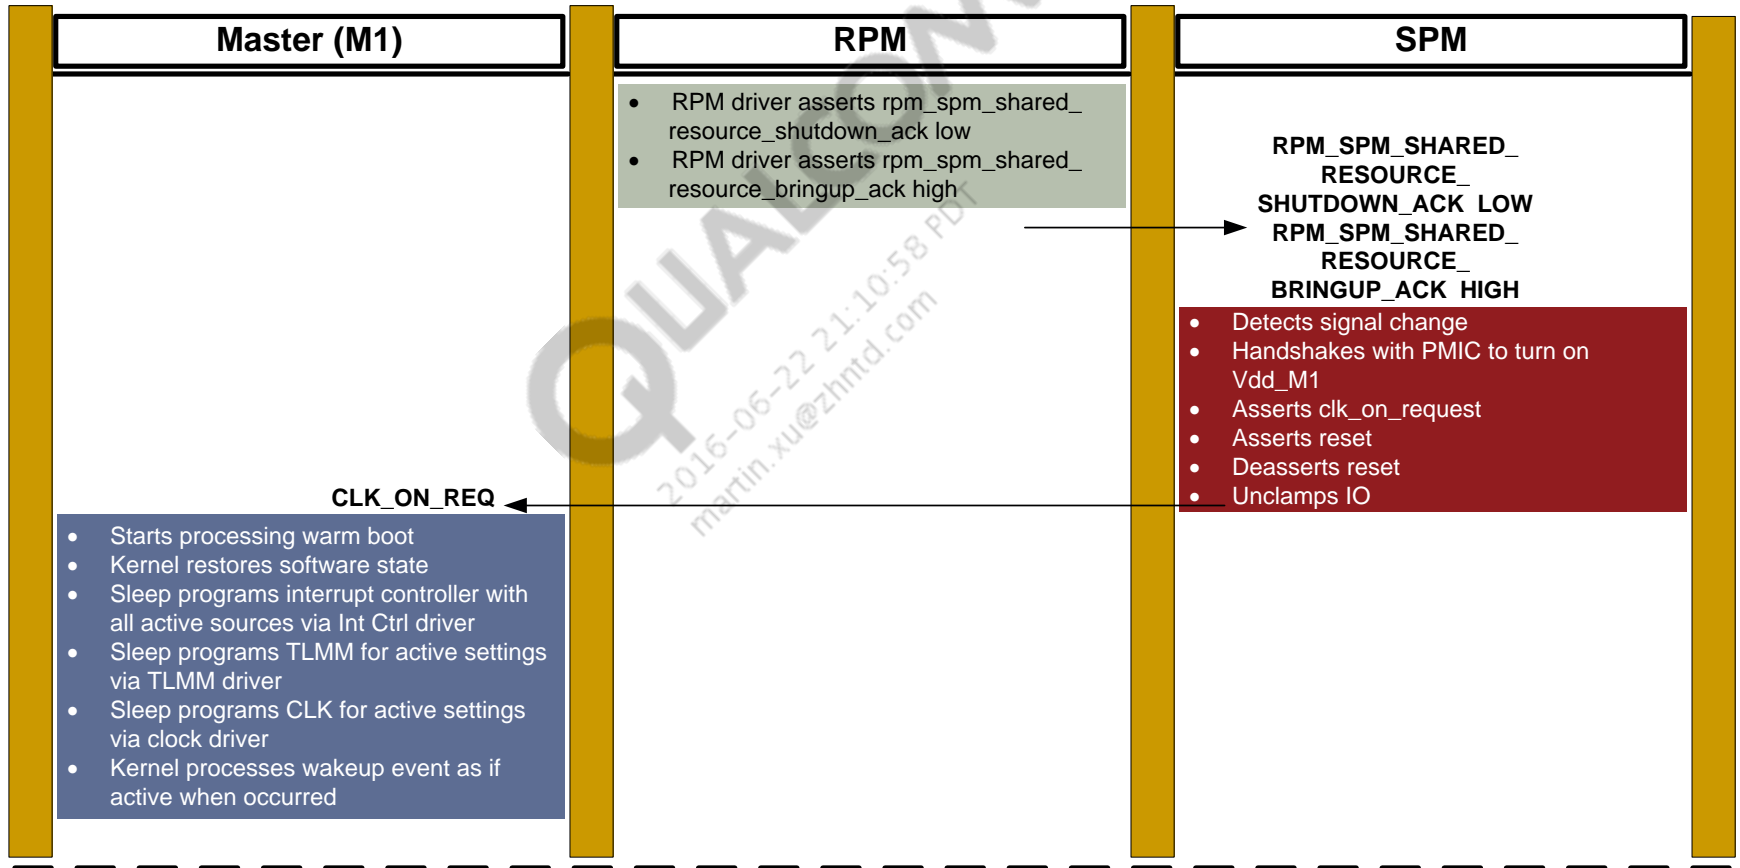 Master (M1)
RPM
SPM
• RPM driver asserts rpm_spm_shared_
resource_shutdown_ack low
• RPM driver asserts rpm_spm_shared_
resource_bringup_ack high
RPM_SPM_SHARED_
RESOURCE_
SHUTDOWN_ACK LOW
RPM_SPM_SHARED_
RESOURCE_
BRINGUP_ACK HIGH
• Detects signal change
• Handshakes with PMIC to turn on
Vdd_M1
• Asserts clk_on_request
• Asserts reset
• Deasserts reset
• Unclamps IO
CLK_ON_REQ
• Starts processing warm boot
• Kernel restores software state
• Sleep programs interrupt controller with
all active sources via Int Ctrl driver
• Sleep programs TLMM for active settings
via TLMM driver
• Sleep programs CLK for active settings
via clock driver
• Kernel processes wakeup event as if
active when occurred
2016-06-22 21:10:58 PDT
martin.xu@zhntd.com